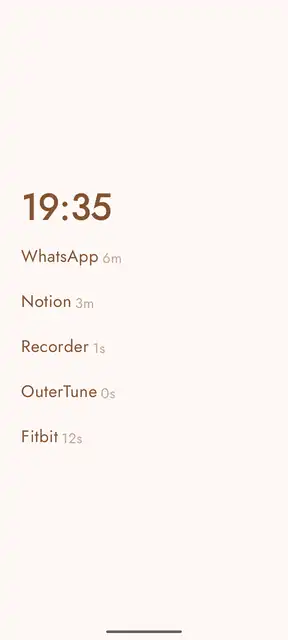 19:35
WhatsApp 6m
Notion 3m
Recorder 1s
OuterTune 0s
Fitbit 12s